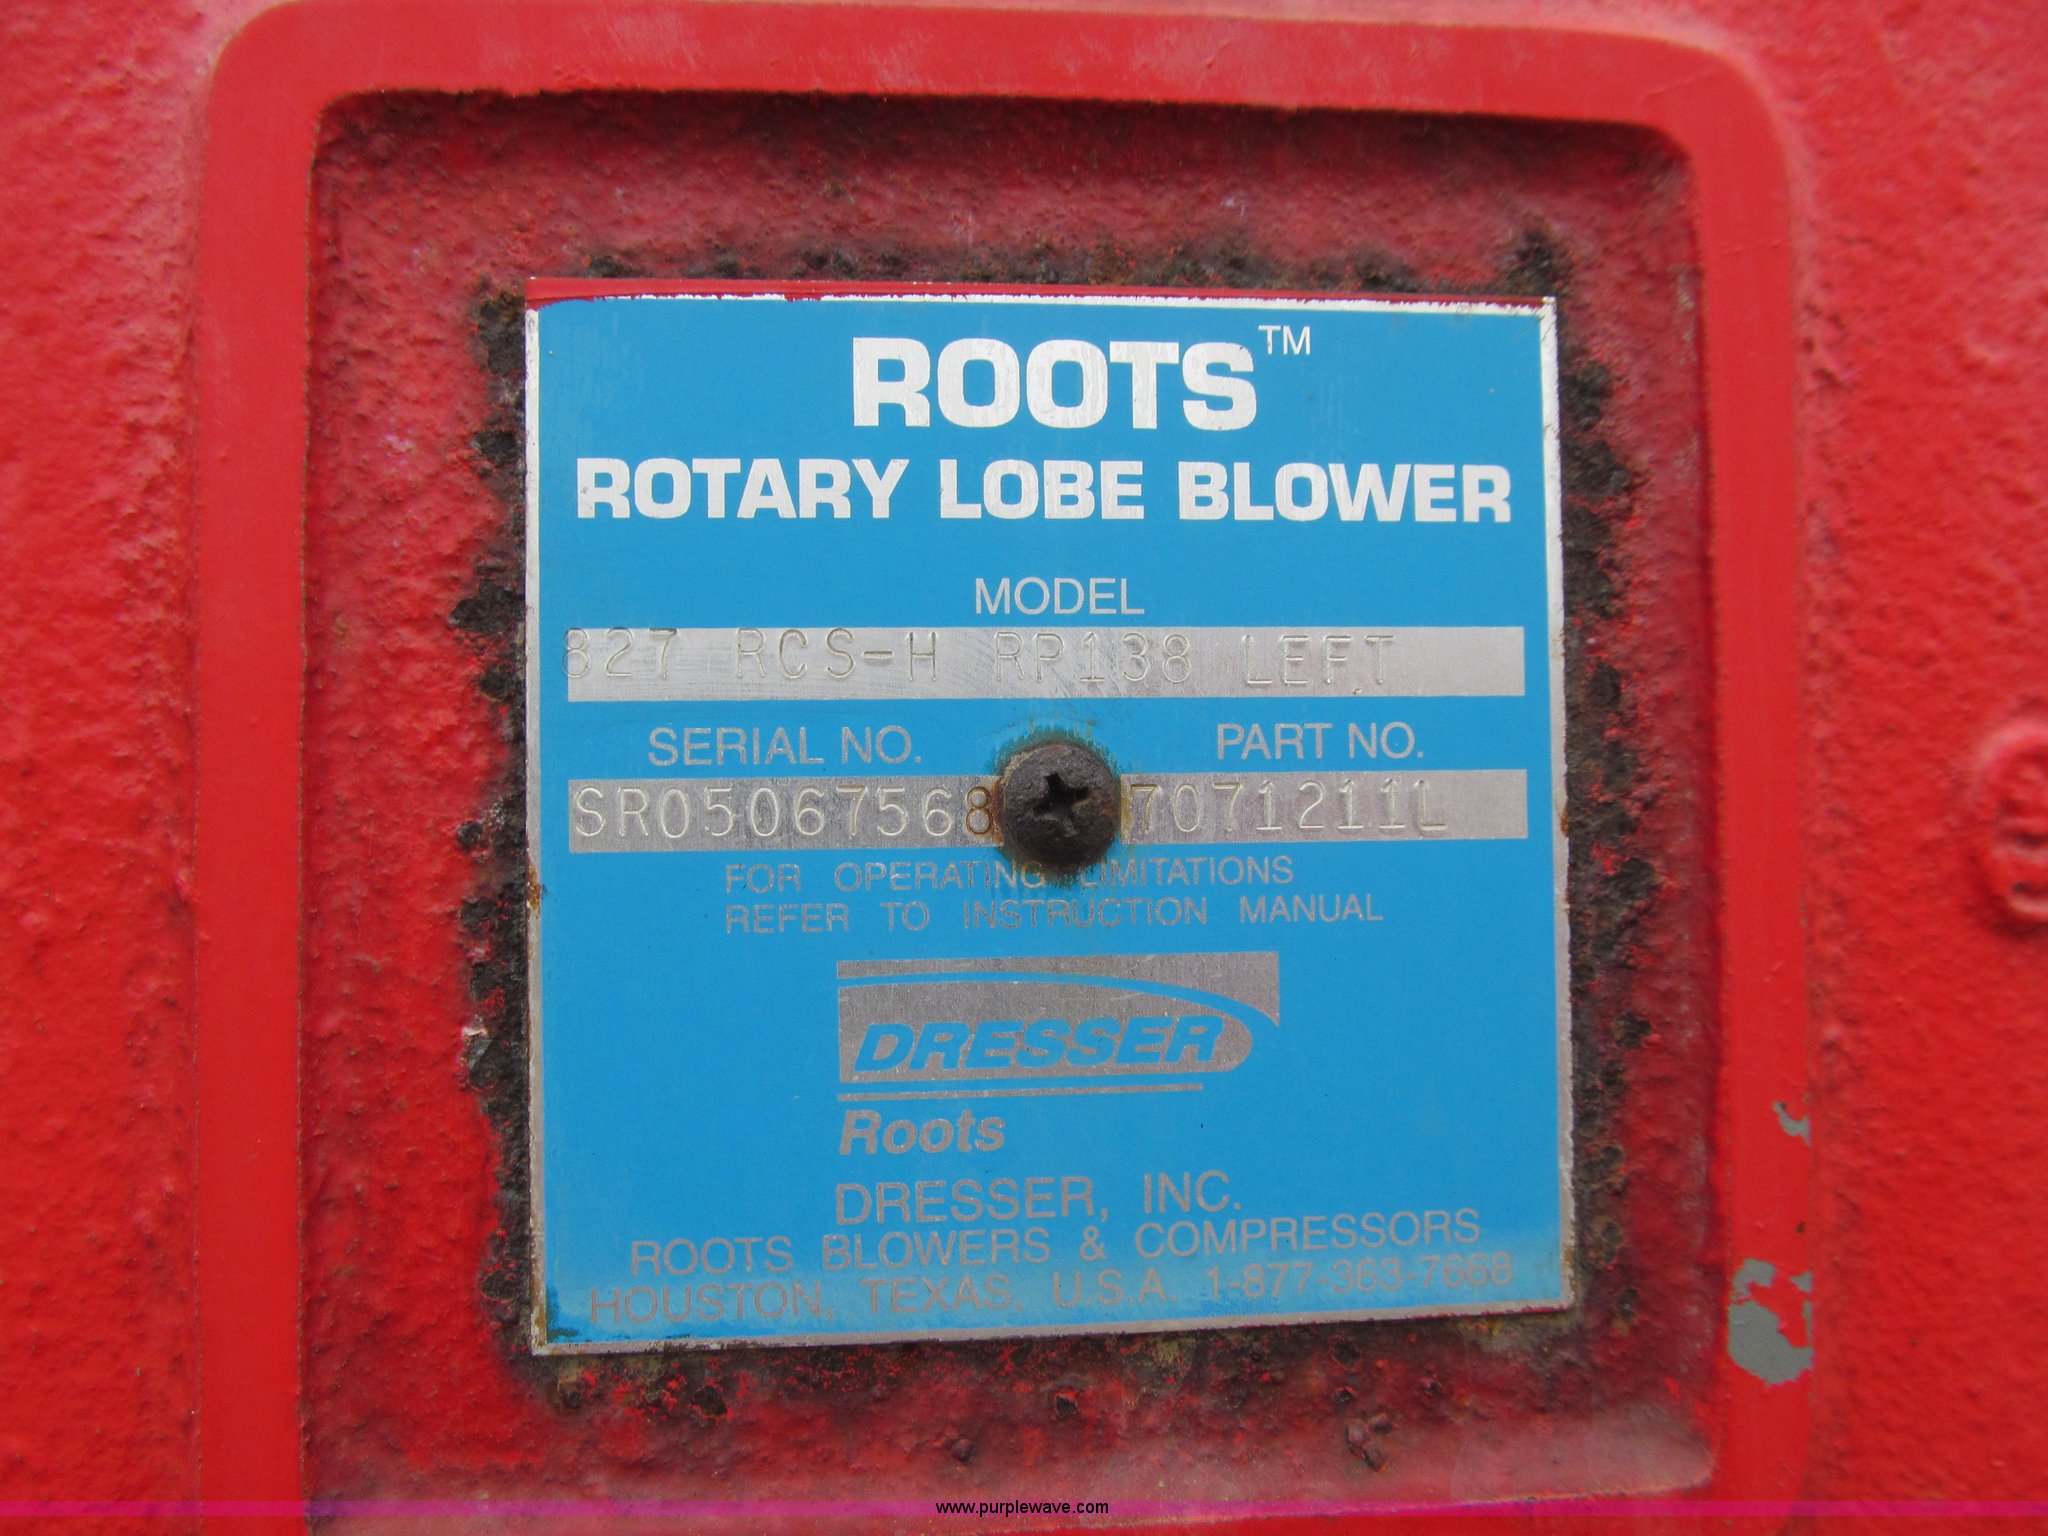 ROOTS™
ROTARY LOBE BLOWER
MODEL
827 RCS-H RP138 LEFT
SERIAL NO. PART NO.
SR05067568 7071211L
FOR OPERATING LIMITATIONS
REFER TO INSTRUCTION MANUAL
DRESSER
Roots
DRESSER, INC.
ROOTS BLOWERS & COMPRESSORS
HOUSTON, TEXAS. U.S.A. 1-877-363-7668
www.purplewave.com